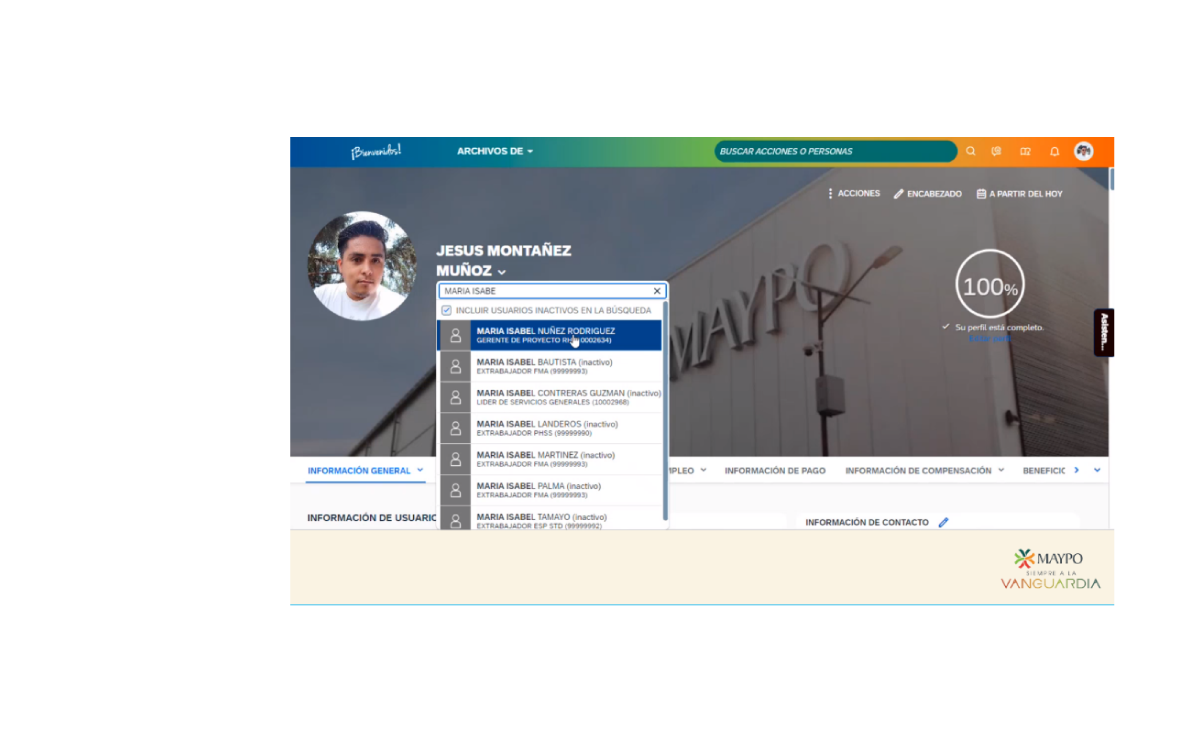 ¡Bienvenidos!
ARCHIVOS DE
BUSCAR ACCIONES O PERSONAS
ACCIONES
ENCABEZADO
A PARTIR DEL HOY
JESUS MONTAÑEZ
MUÑOZ
MAYPO
100%
Su perfil está completo.
Asisten...
MARIA ISABE
INCLUIR USUARIOS INACTIVOS EN LA BÚSQUEDA
MARIA ISABEL NUÑEZ RODRIGUEZ
GERENTE DE PROYECTO RH
MARIA ISABEL BAUTISTA (inactivo)
EXTRABAJADOR FMA (99999993)
MARIA ISABEL CONTRERAS GUZMAN (inactivo)
LIDER DE SERVICIOS GENERALES (10002968)
MARIA ISABEL LANDEROS (inactivo)
EXTRABAJADOR PHSS (99999990)
MARIA ISABEL MARTINEZ (inactivo)
EXTRABAJADOR FMA (99999993)
MARIA ISABEL PALMA (inactivo)
EXTRABAJADOR FMA (99999993)
MARIA ISABEL TAMAYO (inactivo)
EXTRABAJADOR ESP STD (99999992)
INFORMACIÓN GENERAL
MPLEO
INFORMACIÓN DE PAGO
INFORMACIÓN DE COMPENSACIÓN
BENEFICIO
INFORMACIÓN DE USUARIO
INFORMACIÓN DE CONTACTO
MAYPO
SIEMPRE A LA
VANGUARDIA